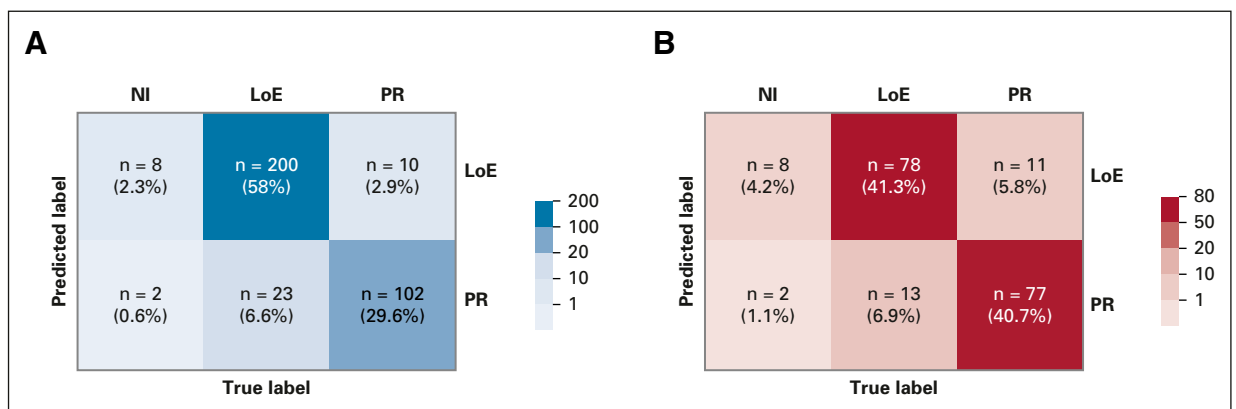 A
NI LoE PR
n = 8 n = 200 n = 10 LoE
(2.3%) (58%) (2.9%)
n = 2 n = 23 n = 102 PR
(0.6%) (6.6%) (29.6%)
Predicted label
True label
200
100
20
10
1
B
NI LoE PR
n = 8 n = 78 n = 11 LoE
(4.2%) (41.3%) (5.8%)
n = 2 n = 13 n = 77 PR
(1.1%) (6.9%) (40.7%)
Predicted label
True label
80
50
20
10
1